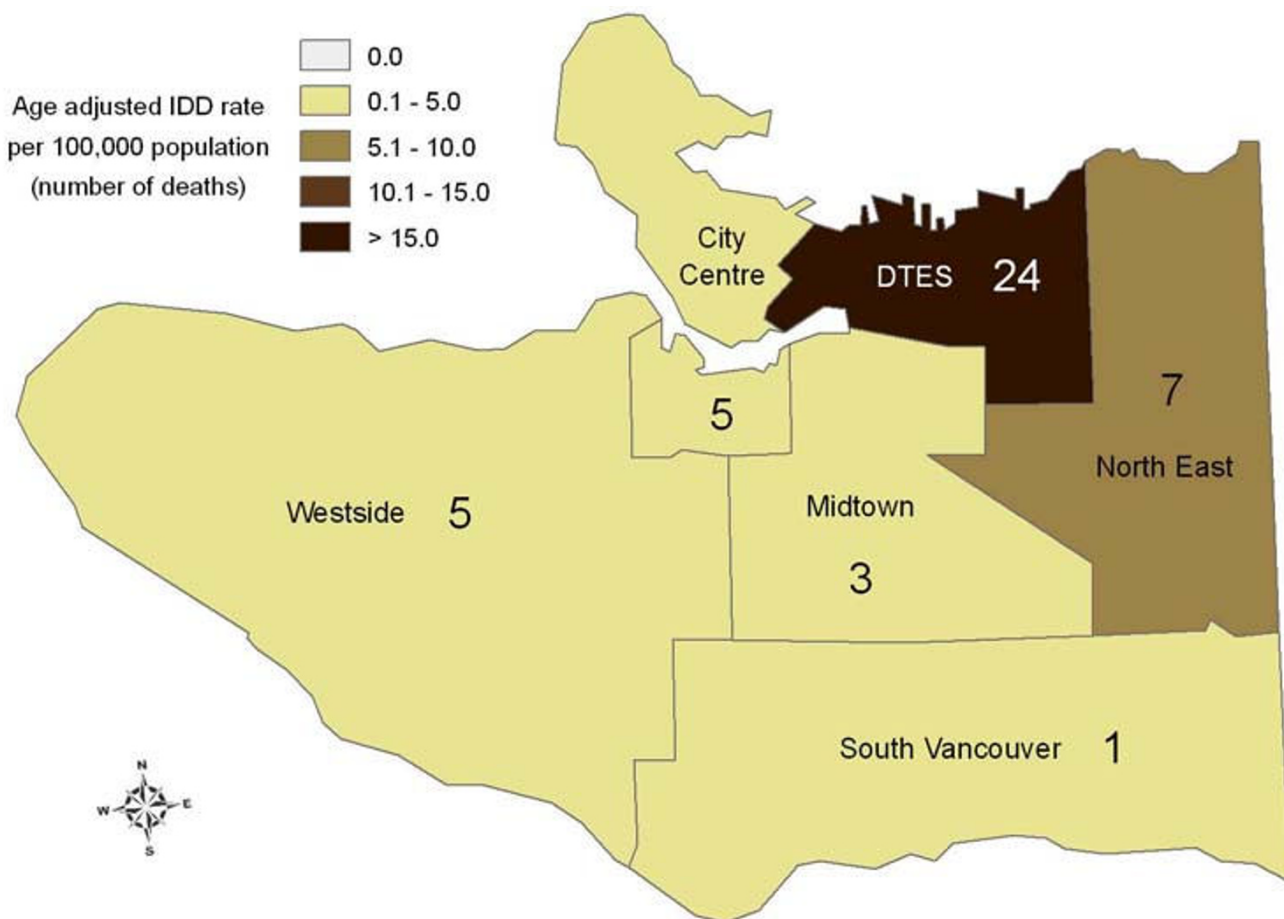 Age adjusted IDD rate
per 100,000 population
(number of deaths)
0.0
0.1 - 5.0
5.1 - 10.0
10.1 - 15.0
> 15.0
City
Centre
DTES 24
7
North East
5
Westside 5
Midtown
3
South Vancouver 1
N
W E
S